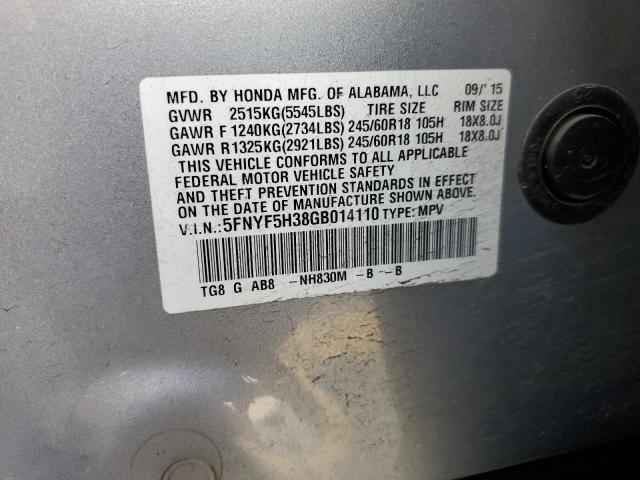 MFD. BY HONDA MFG. OF ALABAMA, LLC 09/'15
GVWR 2515KG(5545LBS) TIRE SIZE RIM SIZE
GAWR F1240KG(2734LBS) 245/60R18 105H 18X8.0J
GAWR R1325KG(2921LBS) 245/60R18 105H 18X8.0J
THIS VEHICLE CONFORMS TO ALL APPLICABLE
FEDERAL MOTOR VEHICLE SAFETY
AND THEFT PREVENTION STANDARDS IN EFFECT
ON THE DATE OF MANUFACTURE SHOWN ABOVE.
V.I.N.:5FNYF5H38GB014110 TYPE: MPV
TG8 G AB8 -NH830M -B -B